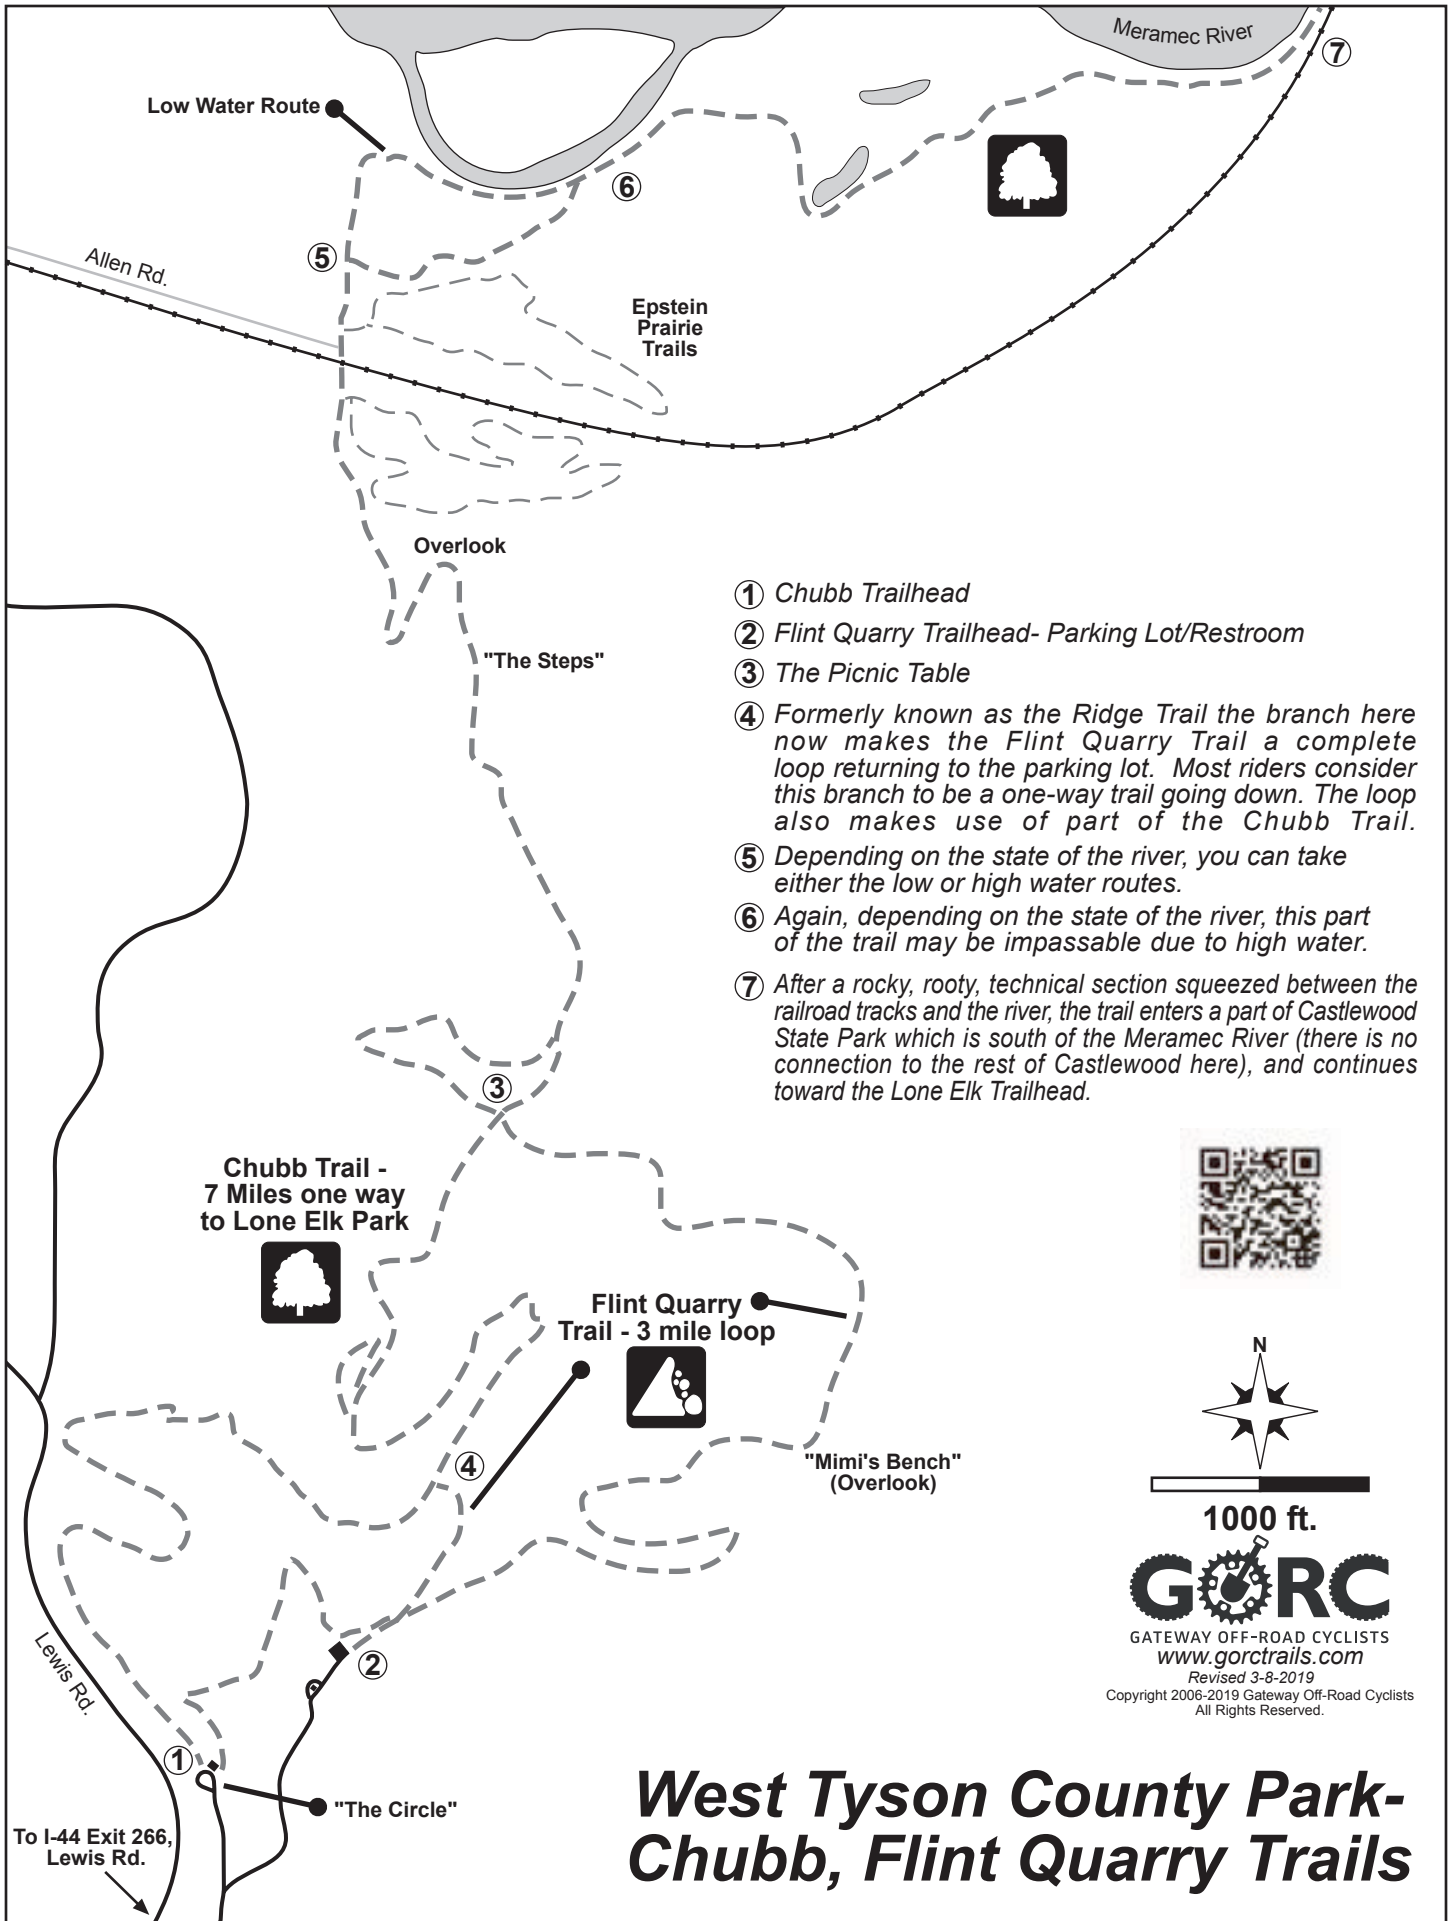 Meramec River
7
Low Water Route
6
5
Allen Rd.
Epstein
Prairie
Trails
Overlook
"The Steps"
1 Chubb Trailhead
2 Flint Quarry Trailhead- Parking Lot/Restroom
3 The Picnic Table
4 Formerly known as the Ridge Trail the branch here
now makes the Flint Quarry Trail a complete
loop returning to the parking lot. Most riders consider
this branch to be a one-way trail going down. The loop
also makes use of part of the Chubb Trail.
5 Depending on the state of the river, you can take
either the low or high water routes.
6 Again, depending on the state of the river, this part
of the trail may be impassable due to high water.
7 After a rocky, rooty, technical section squeezed between the
railroad tracks and the river, the trail enters a part of Castlewood
State Park which is south of the Meramec River (there is no
connection to the rest of Castlewood here), and continues
toward the Lone Elk Trailhead.
3
Chubb Trail -
7 Miles one way
to Lone Elk Park
Flint Quarry
Trail - 3 mile loop
4
"Mimi's Bench"
(Overlook)
N
1000 ft.
GORC
GATEWAY OFF-ROAD CYCLISTS
www.gorctrails.com
Revised 3-8-2019
Copyright 2006-2019 Gateway Off-Road Cyclists
All Rights Reserved.
Lewis Rd.
2
1
"The Circle"
To I-44 Exit 266,
Lewis Rd.
West Tyson County Park-
Chubb, Flint Quarry Trails